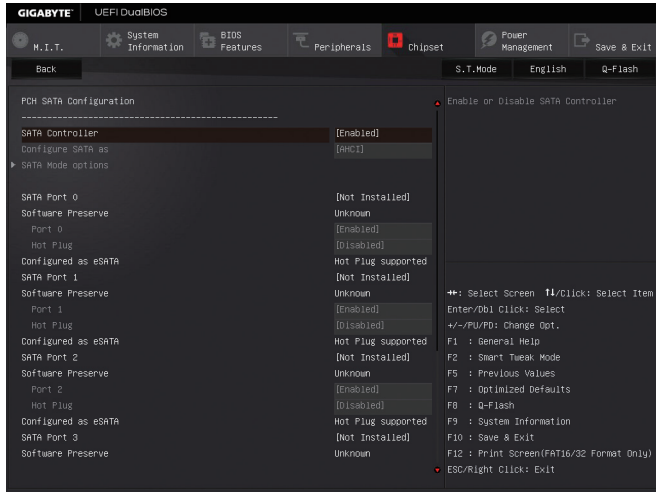 GIGABYTE™ UEFI DualBIOS
M.I.T. System Information BIOS Features Peripherals Chipset Power Management Save & Exit
Back S.T.Mode English Q-Flash
PCH SATA Configuration
--------------------------------------------------
SATA Controller [Enabled]
Configure SATA as [AHCI]
SATA Mode options
SATA Port 0 [Not Installed]
Software Preserve Unknown
Port 0 [Enabled]
Hot Plug [Disabled]
Configured as eSATA Hot Plug supported
SATA Port 1 [Not Installed]
Software Preserve Unknown
Port 1 [Enabled]
Hot Plug [Disabled]
Configured as eSATA Hot Plug supported
SATA Port 2 [Not Installed]
Software Preserve Unknown
Port 2 [Enabled]
Hot Plug [Disabled]
Configured as eSATA Hot Plug supported
SATA Port 3 [Not Installed]
Software Preserve Unknown
Enable or Disable SATA Controller
→←: Select Screen ↑↓/Click: Select Item
Enter/Dbl Click: Select
+/-/PU/PD: Change Opt.
F1 : General Help
F2 : Smart Tweak Mode
F5 : Previous Values
F7 : Optimized Defaults
F8 : Q-Flash
F9 : System Information
F10 : Save & Exit
F12 : Print Screen(FAT16/32 Format Only)
ESC/Right Click: Exit